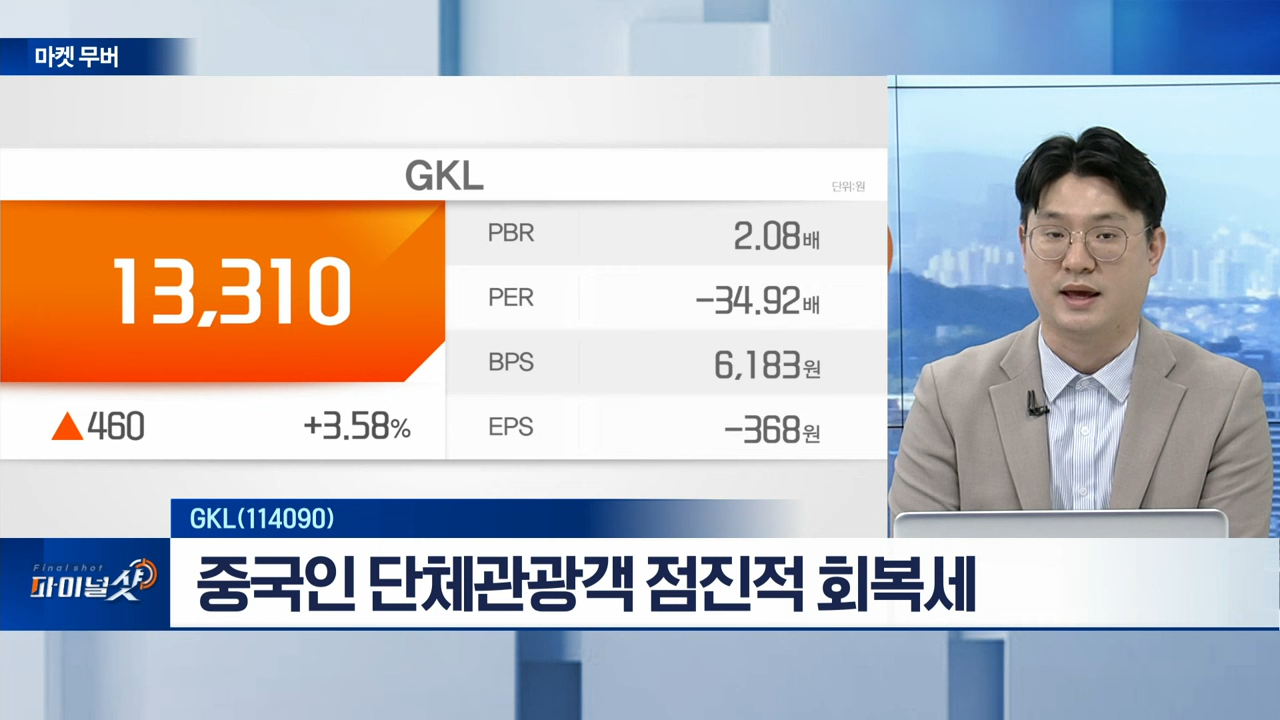 마켓 무버
GKL
단위:원
13,310
▲460 +3.58%
PBR 2.08배
PER -34.92배
BPS 6,183원
EPS -368원
GKL(114090)
Final shot
파이널샷
중국인 단체관광객 점진적 회복세